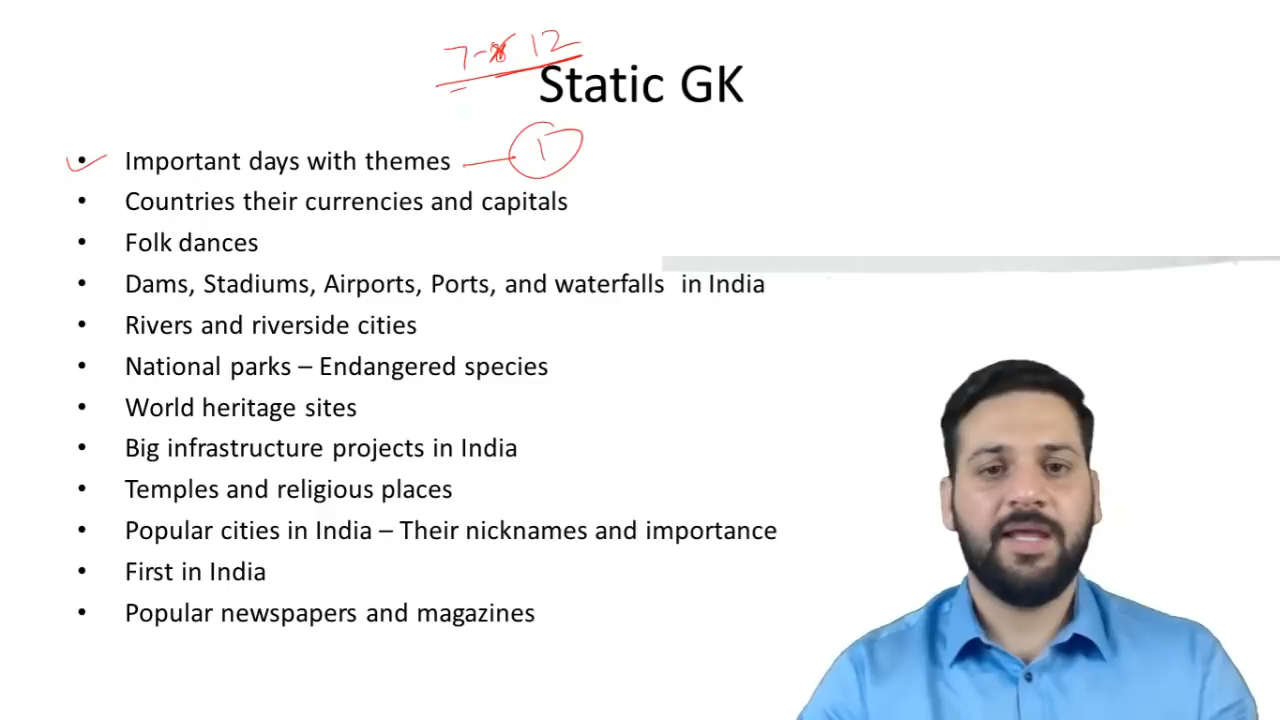 7-8 12
Static GK
• Important days with themes — 1
• Countries their currencies and capitals
• Folk dances
• Dams, Stadiums, Airports, Ports, and waterfalls in India
• Rivers and riverside cities
• National parks – Endangered species
• World heritage sites
• Big infrastructure projects in India
• Temples and religious places
• Popular cities in India – Their nicknames and importance
• First in India
• Popular newspapers and magazines